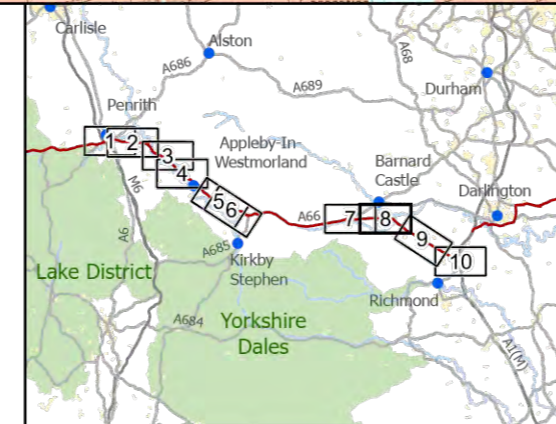 Carlisle
Alston
A686
A68
A689
Durham
Penrith
1
2
3
4
5
6
Appleby-In-
Westmorland
Barnard
Castle
Darlington
M6
A66
7
8
9
10
A6
A685
Kirkby
Stephen
Lake District
Richmond
A684
Yorkshire
Dales
A1(M)